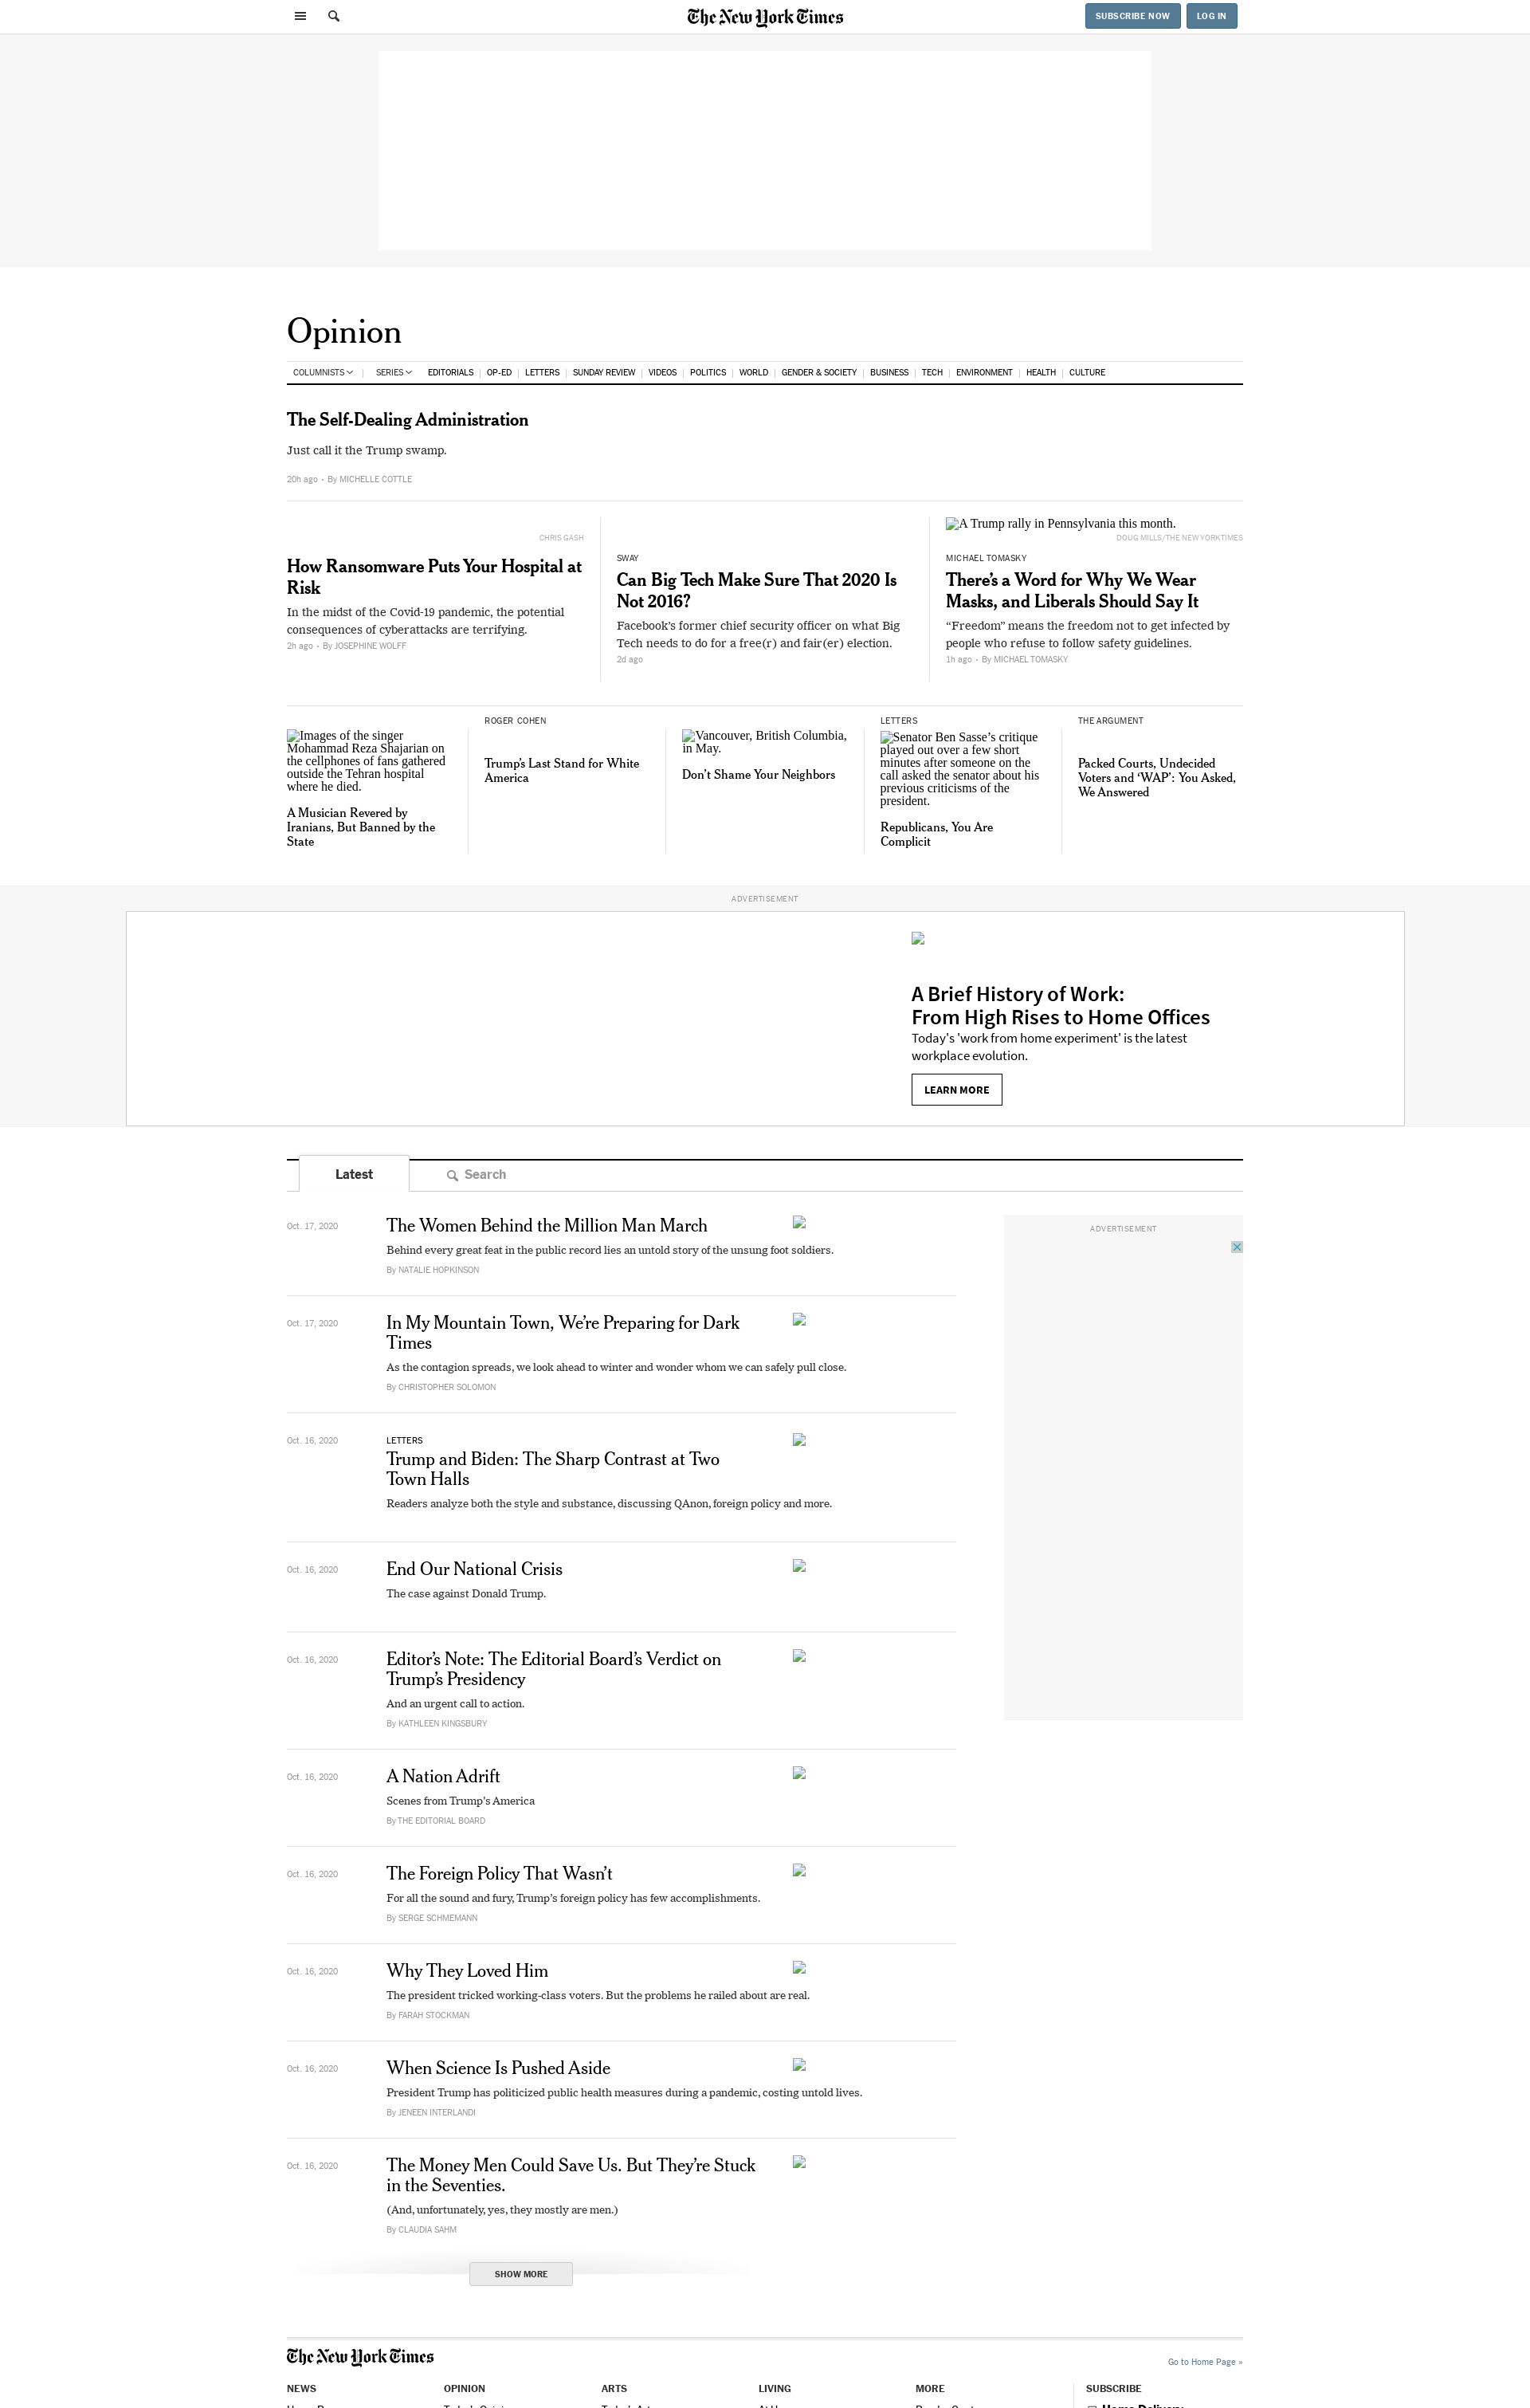 The New York Times
SUBSCRIBE NOW
LOG IN
Opinion
COLUMNISTS
SERIES
EDITORIALS
OP-ED
LETTERS
SUNDAY REVIEW
VIDEOS
POLITICS
WORLD
GENDER & SOCIETY
BUSINESS
TECH
ENVIRONMENT
HEALTH
CULTURE
The Self-Dealing Administration
Just call it the Trump swamp.
20h ago • By MICHELLE COTTLE
CHRIS GASH
How Ransomware Puts Your Hospital at
Risk
In the midst of the Covid-19 pandemic, the potential
consequences of cyberattacks are terrifying.
2h ago • By JOSEPHINE WOLFF
SWAY
Can Big Tech Make Sure That 2020 Is
Not 2016?
Facebook's former chief security officer on what Big
Tech needs to do for a free(r) and fair(er) election.
2d ago
A Trump rally in Pennsylvania this month.
DOUG MILLS/THE NEW YORK TIMES
MICHAEL TOMASKY
There's a Word for Why We Wear
Masks, and Liberals Should Say It
“Freedom” means the freedom not to get infected by
people who refuse to follow safety guidelines.
1h ago • By MICHAEL TOMASKY
Images of the singer
Mohammad Reza Shajarian on
the cellphones of fans gathered
outside the Tehran hospital
where he died.
A Musician Revered by
Iranians, But Banned by the
State
ROGER COHEN
Trump's Last Stand for White
America
Vancouver, British Columbia,
in May.
Don't Shame Your Neighbors
LETTERS
Senator Ben Sasse's critique
played out over a few short
minutes after someone on the
call asked the senator about his
previous criticisms of the
president.
Republicans, You Are
Complicit
THE ARGUMENT
Packed Courts, Undecided
Voters and ‘WAP’: You Asked,
We Answered
ADVERTISEMENT
A Brief History of Work:
From High Rises to Home Offices
Today's 'work from home experiment' is the latest
workplace evolution.
LEARN MORE
Latest
Search
ADVERTISEMENT
Oct. 17, 2020
The Women Behind the Million Man March
Behind every great feat in the public record lies an untold story of the unsung foot soldiers.
By NATALIE HOPKINSON
Oct. 17, 2020
In My Mountain Town, We're Preparing for Dark
Times
As the contagion spreads, we look ahead to winter and wonder whom we can safely pull close.
By CHRISTOPHER SOLOMON
Oct. 16, 2020
LETTERS
Trump and Biden: The Sharp Contrast at Two
Town Halls
Readers analyze both the style and substance, discussing QAnon, foreign policy and more.
Oct. 16, 2020
End Our National Crisis
The case against Donald Trump.
Oct. 16, 2020
Editor's Note: The Editorial Board's Verdict on
Trump's Presidency
And an urgent call to action.
By KATHLEEN KINGSBURY
Oct. 16, 2020
A Nation Adrift
Scenes from Trump's America
By THE EDITORIAL BOARD
Oct. 16, 2020
The Foreign Policy That Wasn't
For all the sound and fury, Trump's foreign policy has few accomplishments.
By SERGE SCHMEMANN
Oct. 16, 2020
Why They Loved Him
The president tricked working-class voters. But the problems he railed about are real.
By FARAH STOCKMAN
Oct. 16, 2020
When Science Is Pushed Aside
President Trump has politicized public health measures during a pandemic, costing untold lives.
By JENEEN INTERLANDI
Oct. 16, 2020
The Money Men Could Save Us. But They're Stuck
in the Seventies.
(And, unfortunately, yes, they mostly are men.)
By CLAUDIA SAHM
SHOW MORE
The New York Times
Go to Home Page »
NEWS
OPINION
ARTS
LIVING
MORE
SUBSCRIBE